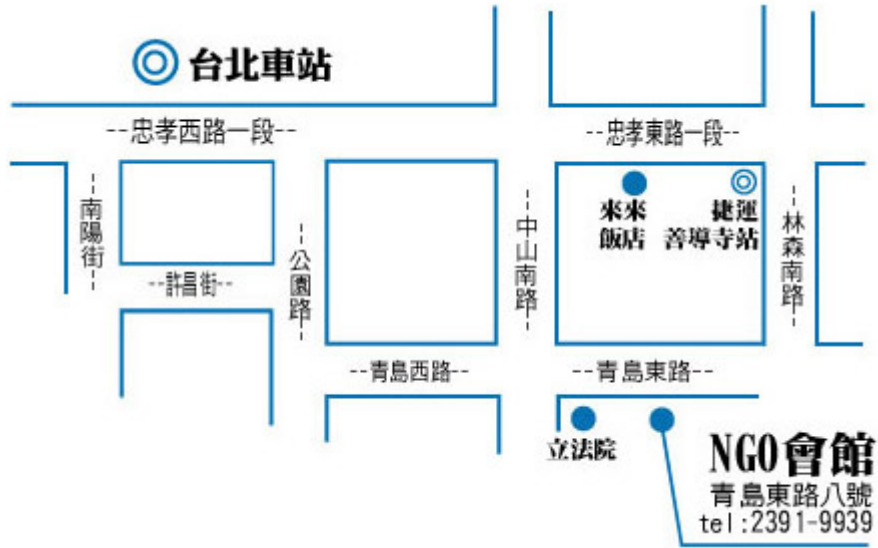 台北車站
--忠孝西路一段--
--忠孝東路一段--
--南陽街--
--許昌街--
--公園路--
--中山南路--
來來
飯店
捷運
善導寺站
--林森南路--
--青島西路--
--青島東路--
立法院
NGO會館
青島東路八號
tel:2391-9939